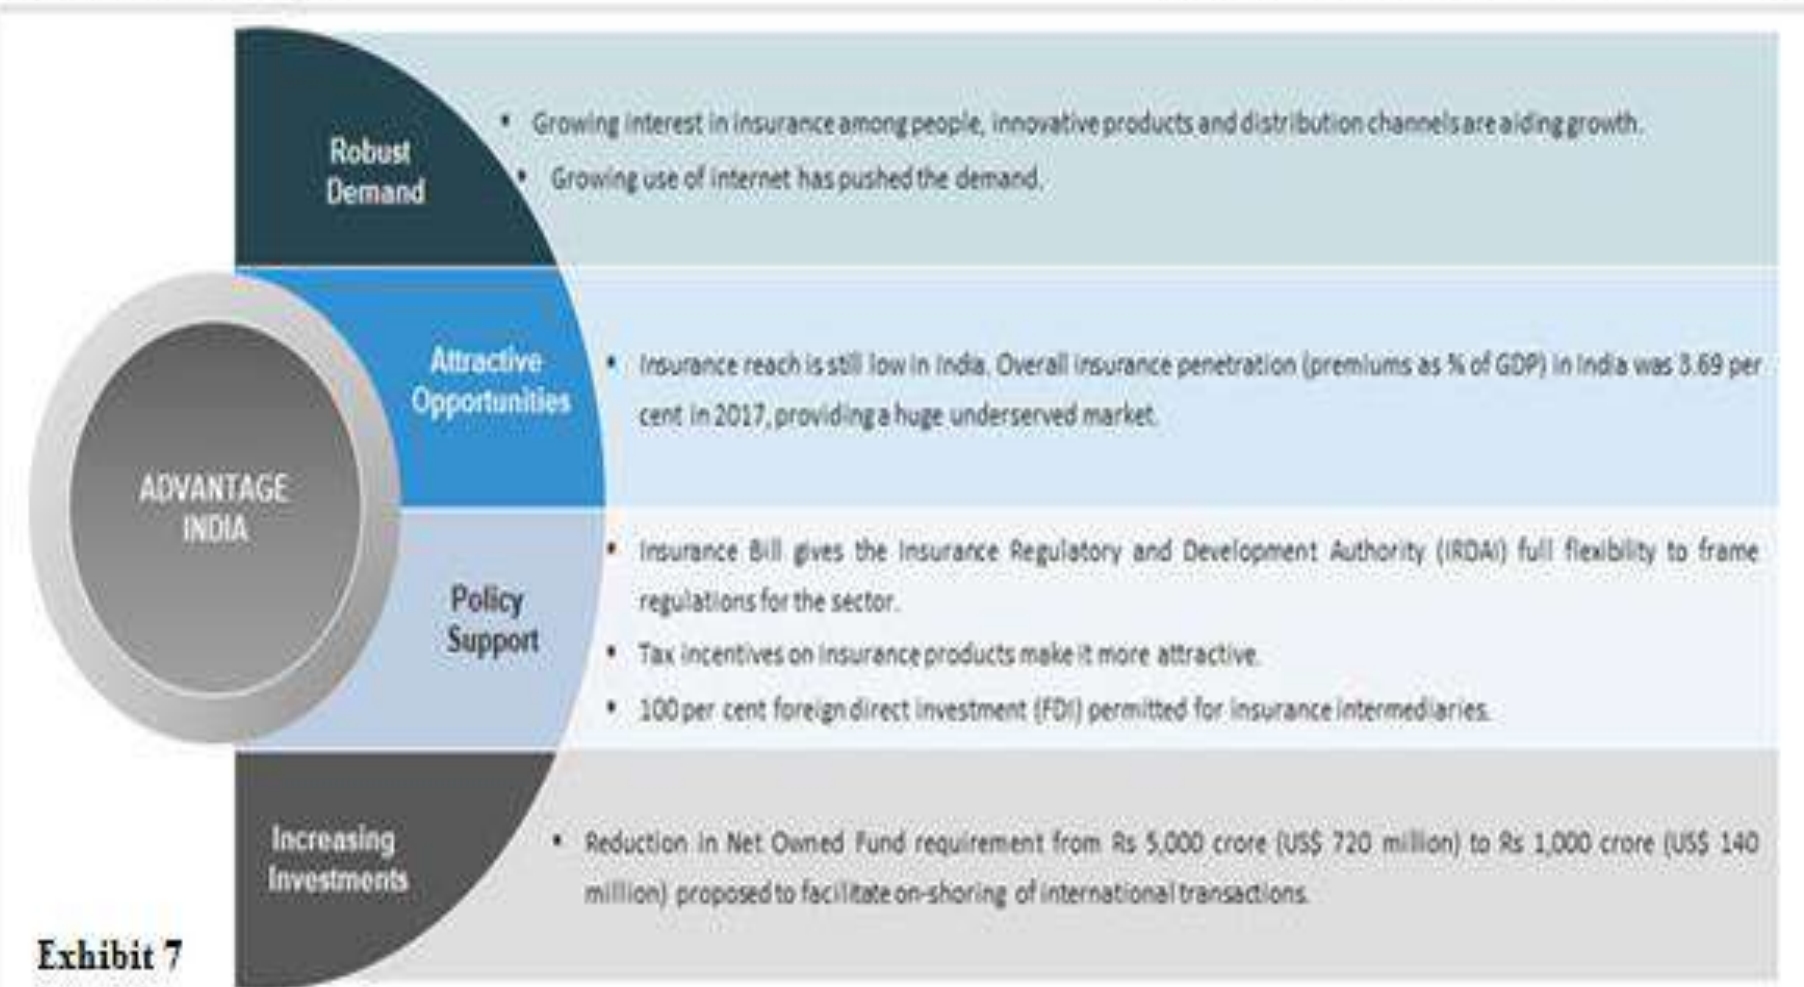 Robust
Demand
• Growing interest in insurance among people, innovative products and distribution channels are aiding growth.
• Growing use of internet has pushed the demand.
Attractive
Opportunities
• Insurance reach is still low in India. Overall insurance penetration (premiums as % of GDP) in India was 3.69 per
cent in 2017, providing a huge underserved market.
ADVANTAGE
INDIA
Policy
Support
• Insurance Bill gives the Insurance Regulatory and Development Authority (IRDAI) full flexibility to frame
regulations for the sector.
• Tax incentives on insurance products make it more attractive.
• 100 per cent foreign direct investment (FDI) permitted for insurance intermediaries.
Increasing
Investments
• Reduction in Net Owned Fund requirement from Rs 5,000 crore (US$ 720 million) to Rs 1,000 crore (US$ 140
million) proposed to facilitate on-shoring of international transactions.
Exhibit 7